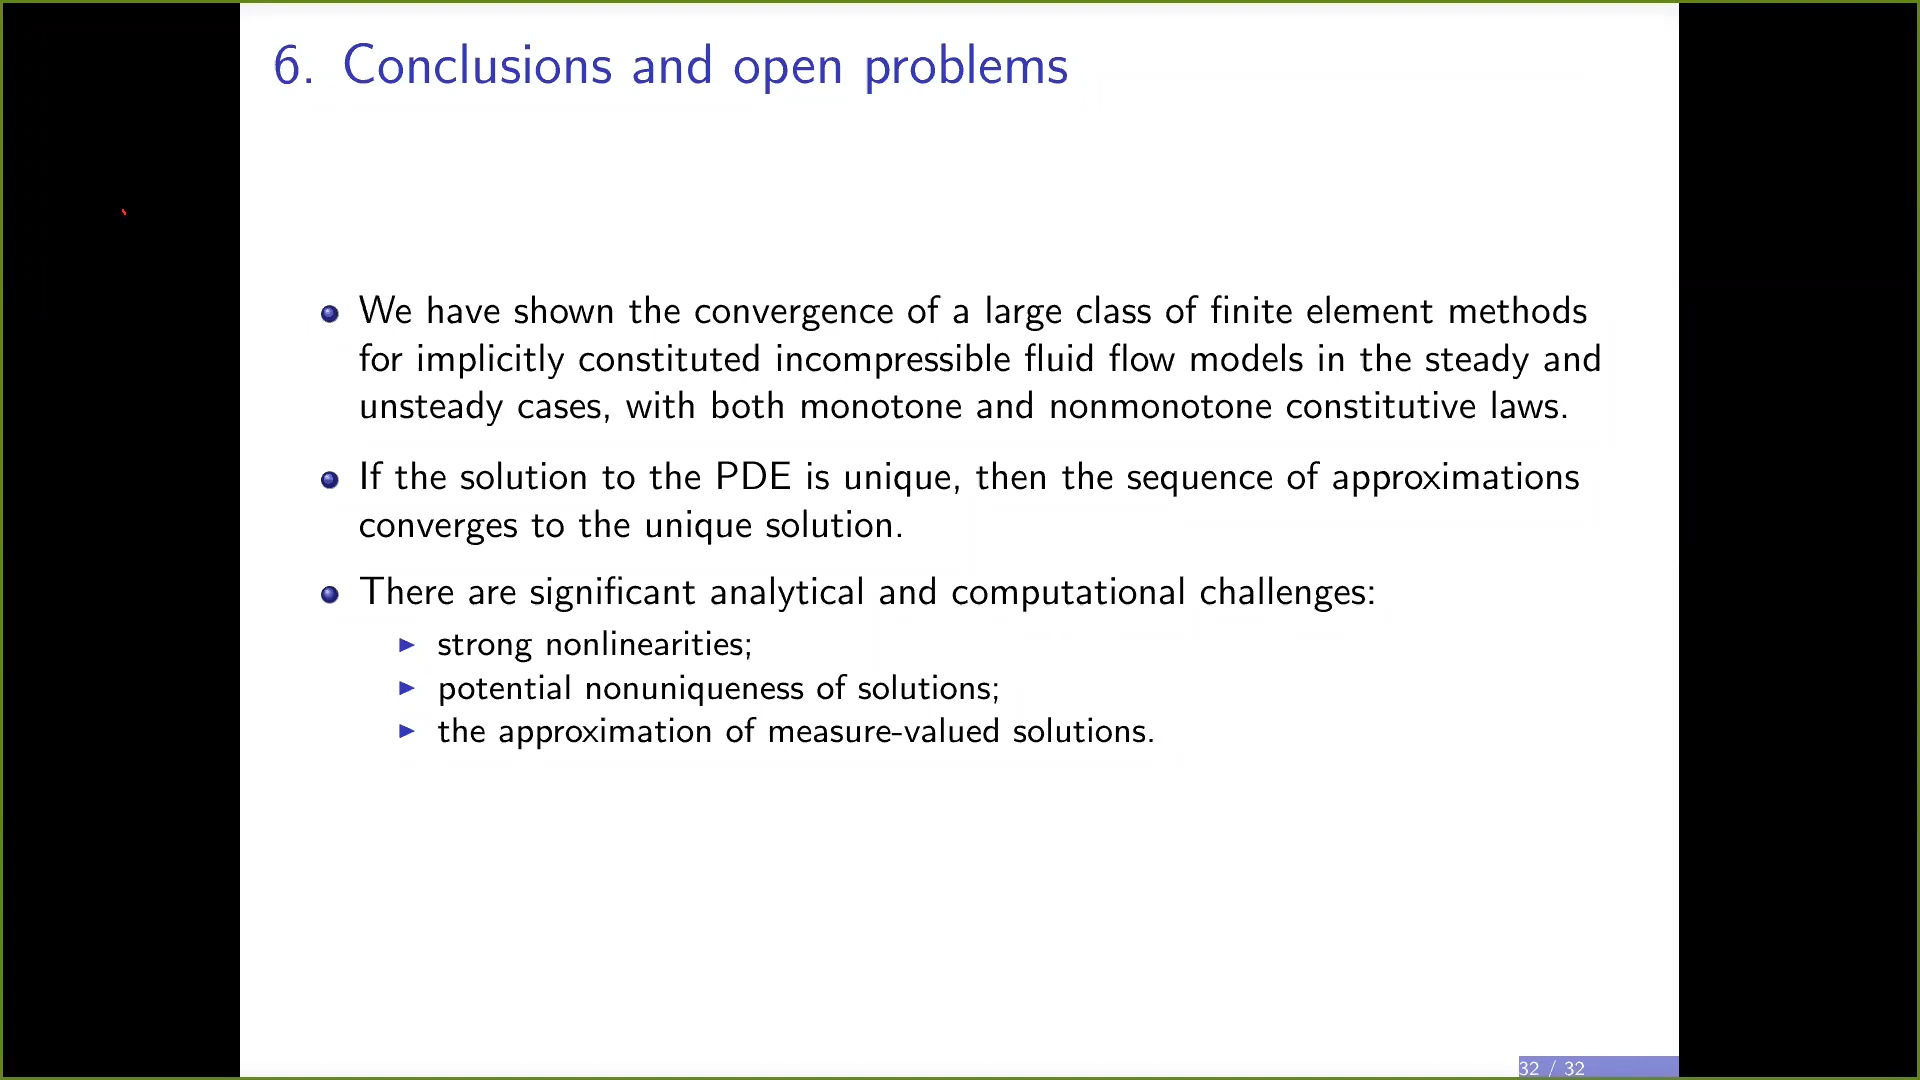 6. Conclusions and open problems
We have shown the convergence of a large class of finite element methods
for implicitly constituted incompressible fluid flow models in the steady and
unsteady cases, with both monotone and nonmonotone constitutive laws.
If the solution to the PDE is unique, then the sequence of approximations
converges to the unique solution.
There are significant analytical and computational challenges:
strong nonlinearities;
potential nonuniqueness of solutions;
the approximation of measure-valued solutions.
32 / 32